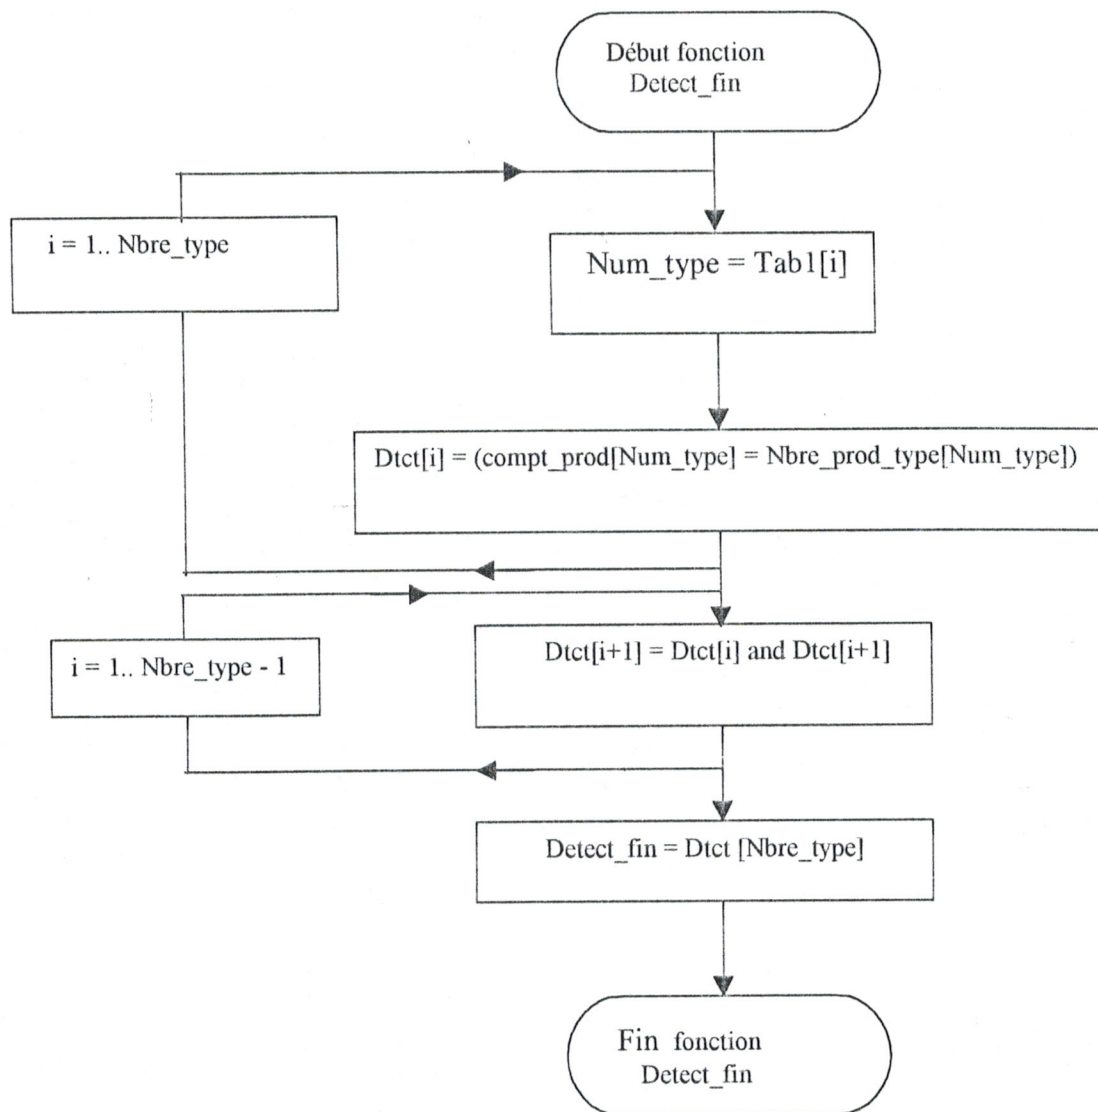 Début fonction
Detect_fin
i = 1.. Nbre_type
Num_type = Tab1[i]
Dtct[i] = (compt_prod[Num_type] = Nbre_prod_type[Num_type])
i = 1.. Nbre_type - 1
Dtct[i+1] = Dtct[i] and Dtct[i+1]
Detect_fin = Dtct [Nbre_type]
Fin fonction
Detect_fin